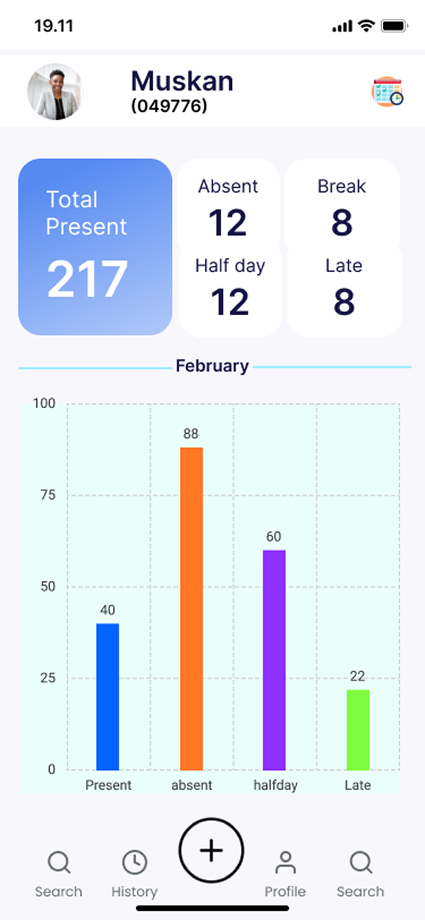 19.11
Muskan
(049776)
Total
Present
217
Absent
12
Break
8
Half day
12
Late
8
February
100
75
50
25
0
40
88
60
22
Present
absent
halfday
Late
Search
History
Profile
Search